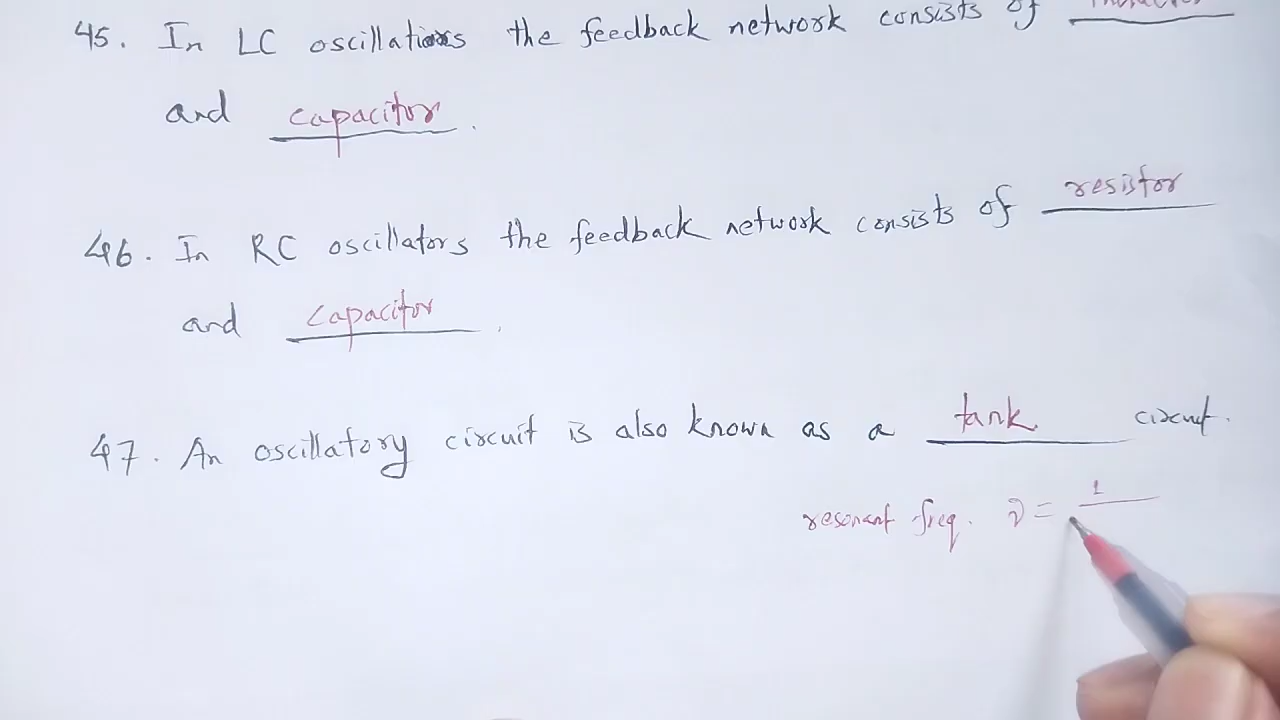 45. In LC oscillators the feedback network consists of
and capacitor.
46. In RC oscillators the feedback network consists of resistor
and capacitor.
47. An oscillatory circuit is also known as a tank circuit.
resonant freq. ν = 1